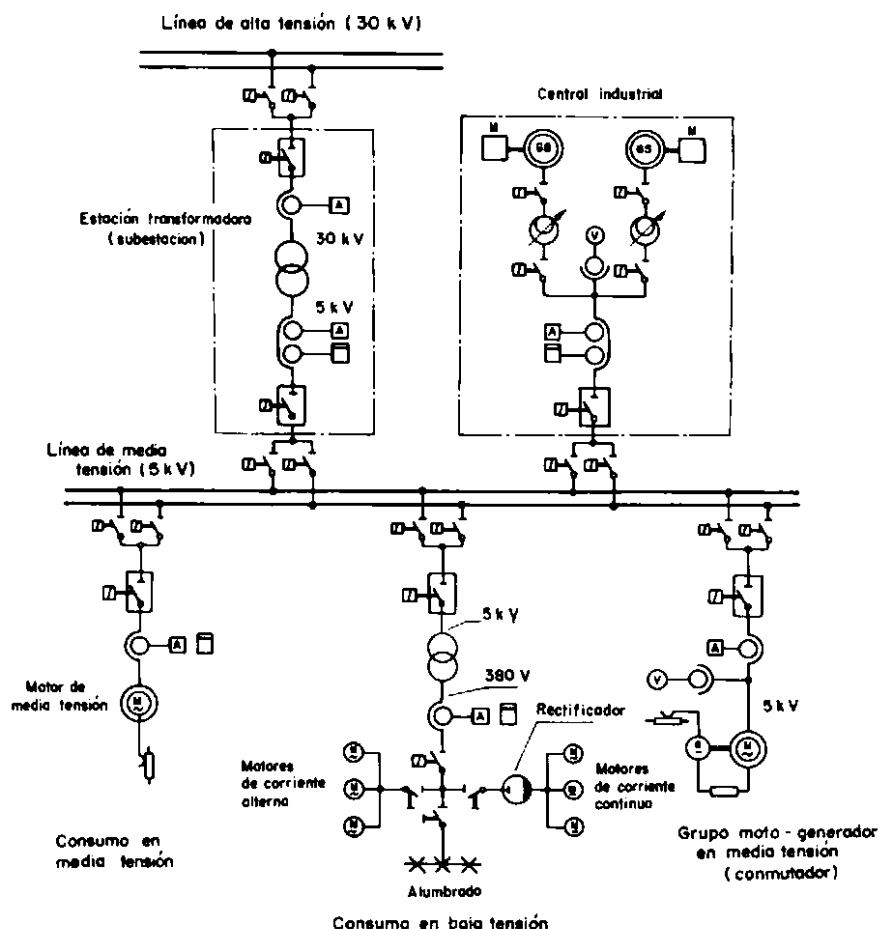 Línea de alta tensión (30 kV)
Central industrial
M
GS
GS
M
A
Estación transformadora
(subestacion)
30 kV
V
5 kV
A
A
Línea de media
tensión (5 kV)
5 kV
A
A
Motor de
media tensión
M
380 V
V
5 kV
A
Rectificador
G
M
Motores
de corriente
alterna
M
M
M
M
M
M
Motores
de corriente
continua
Consumo en
media tensión
Grupo moto-generador
en media tensión
(conmutador)
Alumbrado
Consumo en baja tensión